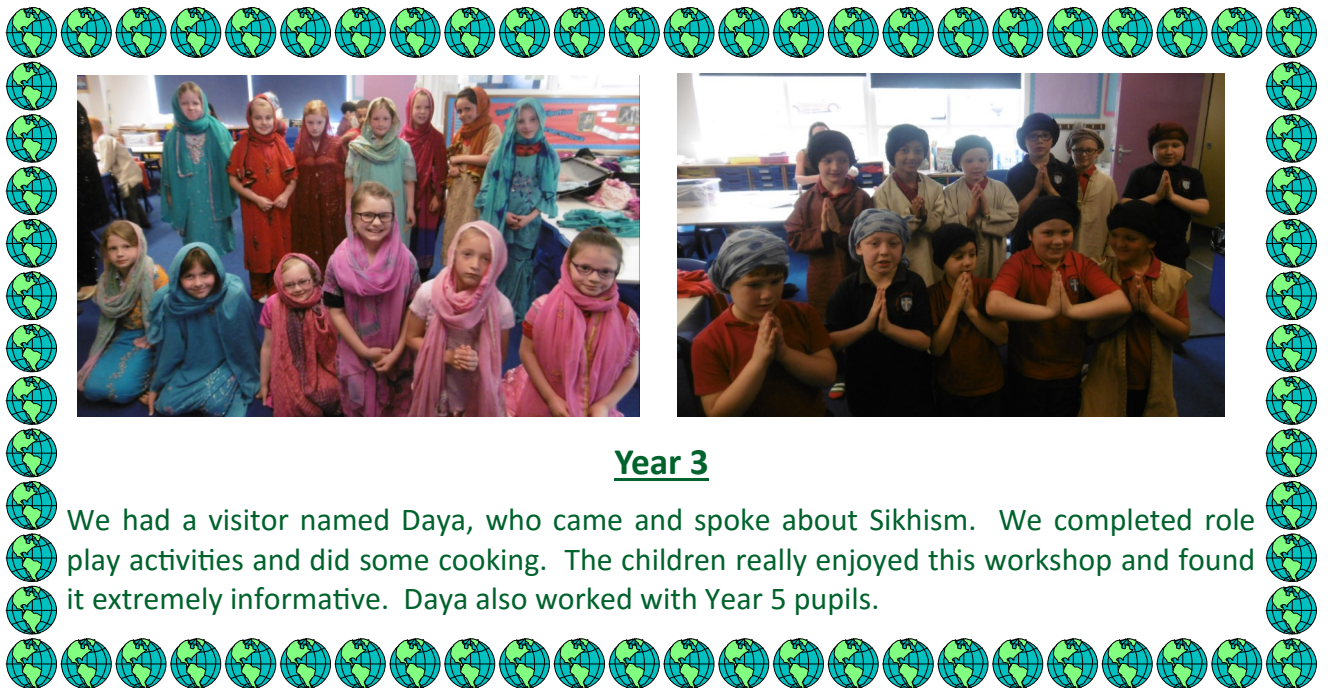 Year 3
We had a visitor named Daya, who came and spoke about Sikhism. We completed role
play activities and did some cooking. The children really enjoyed this workshop and found
it extremely informative. Daya also worked with Year 5 pupils.